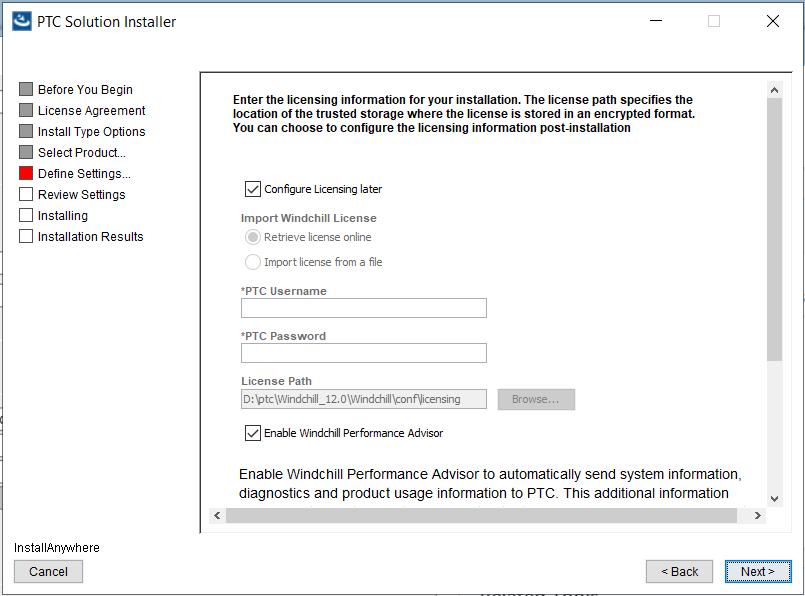 PTC Solution Installer
Before You Begin
License Agreement
Install Type Options
Select Product...
Define Settings...
Review Settings
Installing
Installation Results
Enter the licensing information for your installation. The license path specifies the
location of the trusted storage where the license is stored in an encrypted format.
You can choose to configure the licensing information post-installation
Configure Licensing later
Import Windchill License
Retrieve license online
Import license from a file
*PTC Username
*PTC Password
License Path
D:\ptc\Windchill_12.0\Windchill\conf\licensing
Browse...
Enable Windchill Performance Advisor
Enable Windchill Performance Advisor to automatically send system information,
diagnostics and product usage information to PTC. This additional information
InstallAnywhere
Cancel
< Back
Next >